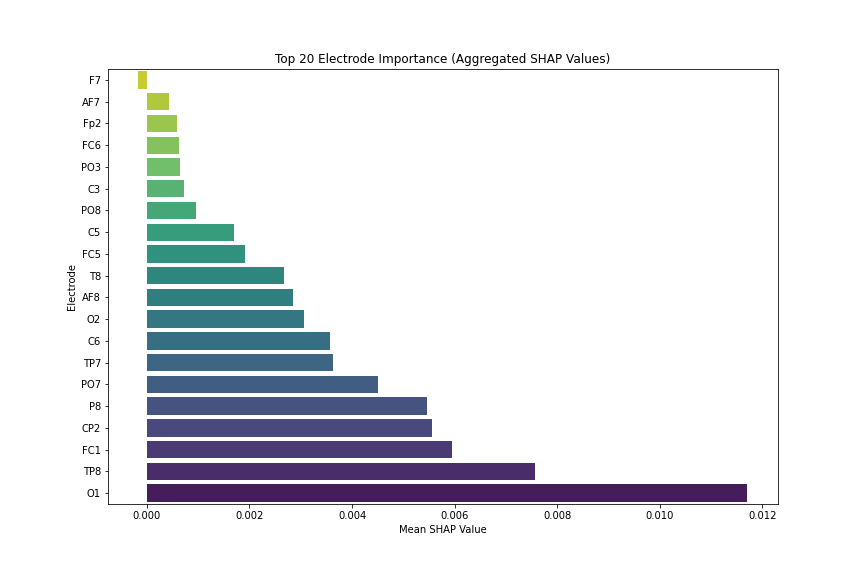 Top 20 Electrode Importance (Aggregated SHAP Values)
Electrode
F7
AF7
Fp2
FC6
PO3
C3
PO8
C5
FC5
T8
AF8
O2
C6
TP7
PO7
P8
CP2
FC1
TP8
O1
0.000 0.002 0.004 0.006 0.008 0.010 0.012
Mean SHAP Value